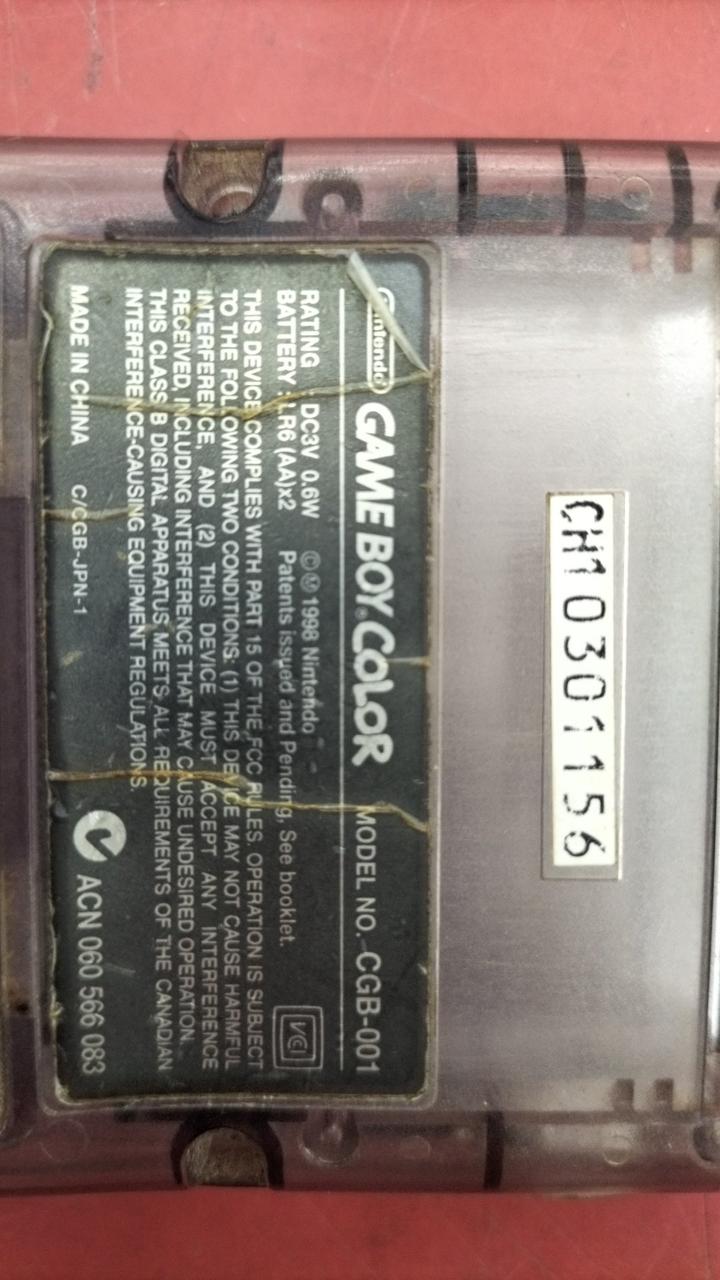 CH10301156
Nintendo GAME BOY COLOR MODEL NO. CGB-001
RATING : DC3V 0.6W © Ⓜ 1998 Nintendo
BATTERY : LR6 (AA)x2 Patents issued and Pending. See booklet.
VCI
THIS DEVICE COMPLIES WITH PART 15 OF THE FCC RULES. OPERATION IS SUBJECT
TO THE FOLLOWING TWO CONDITIONS: (1) THIS DEVICE MAY NOT CAUSE HARMFUL
INTERFERENCE, AND (2) THIS DEVICE MUST ACCEPT ANY INTERFERENCE
RECEIVED, INCLUDING INTERFERENCE THAT MAY CAUSE UNDESIRED OPERATION.
THIS CLASS B DIGITAL APPARATUS MEETS ALL REQUIREMENTS OF THE CANADIAN
INTERFERENCE-CAUSING EQUIPMENT REGULATIONS.
MADE IN CHINA C/CGB-JPN-1 ACN 060 566 083